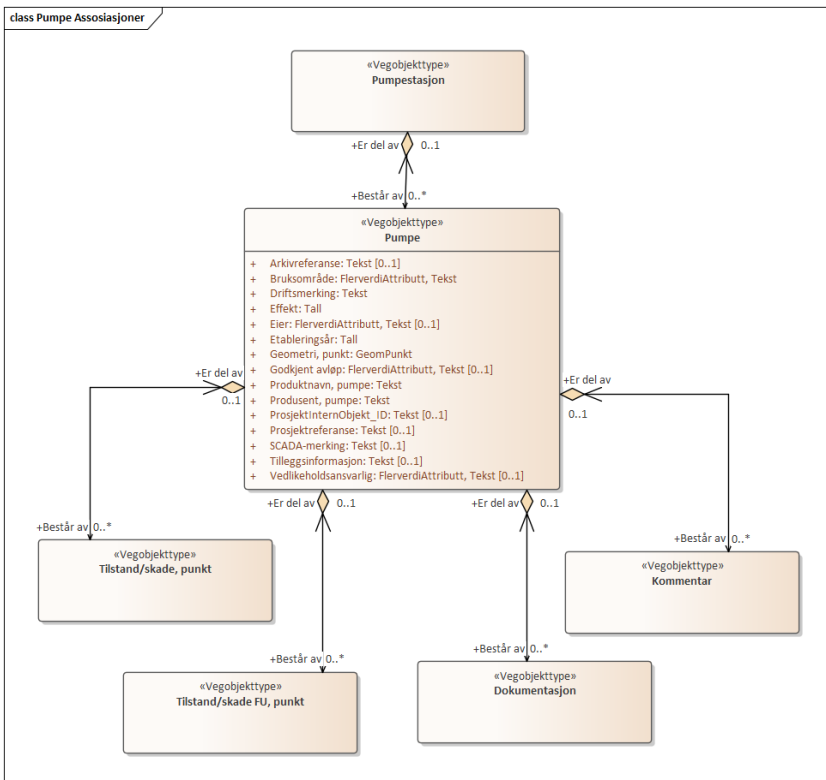 class Pumpe Assosiasjoner
«Vegobjekttype»
Pumpestasjon
+Er del av 0..1
+Består av 0..*
«Vegobjekttype»
Pumpe
+ Arkivreferanse: Tekst [0..1]
+ Bruksområde: FlerverdiAttributt, Tekst
+ Driftsmerking: Tekst
+ Effekt: Tall
+ Eier: FlerverdiAttributt, Tekst [0..1]
+ Etableringsår: Tall
+ Geometri, punkt: GeomPunkt
+ Godkjent avløp: FlerverdiAttributt, Tekst [0..1]
+ Produktnavn, pumpe: Tekst
+ Produsent, pumpe: Tekst
+ ProsjektInternObjekt_ID: Tekst [0..1]
+ Prosjektreferanse: Tekst [0..1]
+ SCADA-merking: Tekst [0..1]
+ Tilleggsinformasjon: Tekst [0..1]
+ Vedlikeholdsansvarlig: FlerverdiAttributt, Tekst [0..1]
+Er del av
0..1
+Er del av
0..1
+Er del av 0..1
+Er del av 0..1
+Består av 0..*
«Vegobjekttype»
Tilstand/skade, punkt
+Består av 0..*
«Vegobjekttype»
Kommentar
+Består av 0..*
«Vegobjekttype»
Tilstand/skade FU, punkt
+Består av 0..*
«Vegobjekttype»
Dokumentasjon